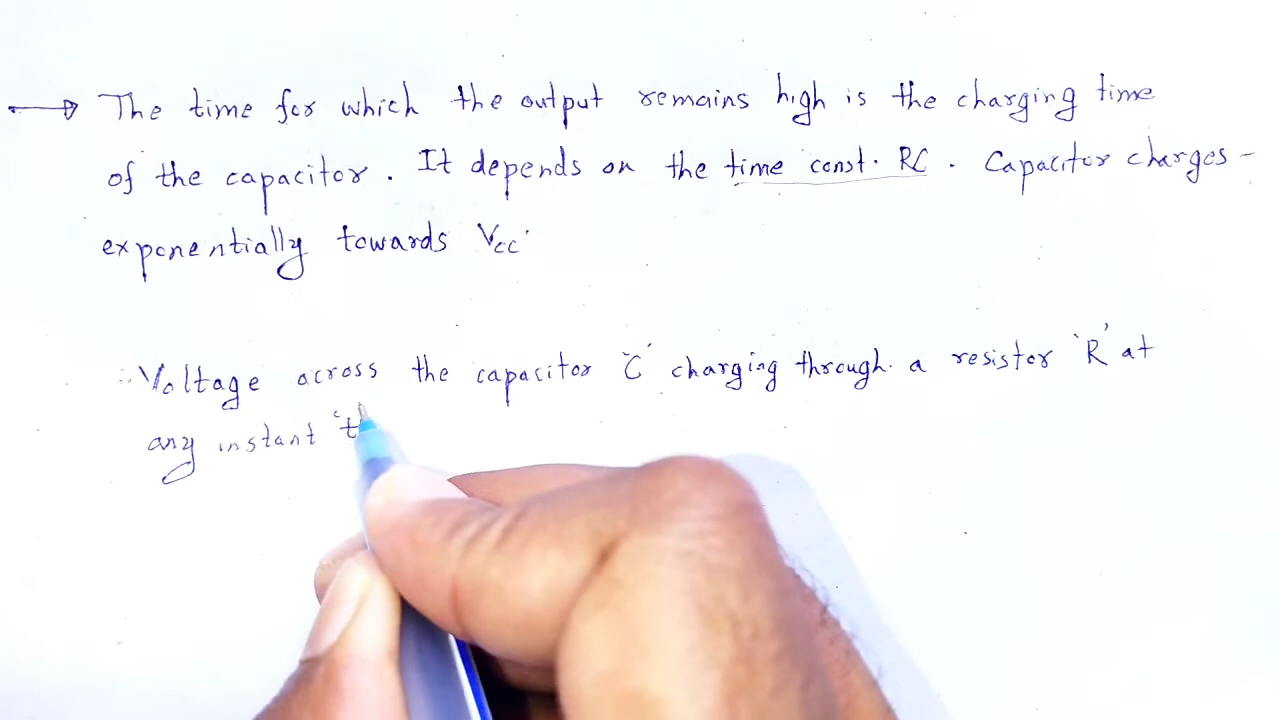 → The time for which the output remains high is the charging time
of the capacitor. It depends on the time const. RC. Capacitor charges -
exponentially towards Vcc.
∴ Voltage across the capacitor 'C' charging through a resistor 'R' at
any instant 't